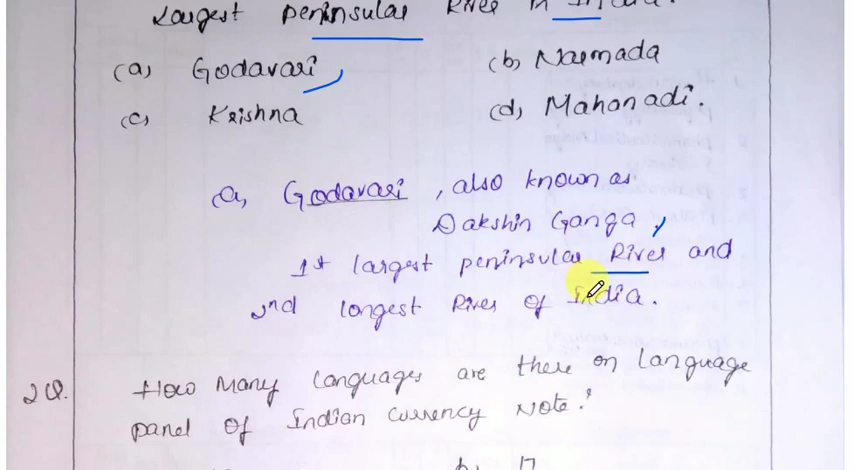 Largest peninsular River in India.
(a) Godavari (b) Narmada
(c) Krishna (d) Mahanadi.
(a) Godavari, also known as
Dakshin Ganga,
1st largest peninsular River and
2nd longest River of India.
2Q. How Many languages are there on language
panel of Indian currency Note?
b) 17